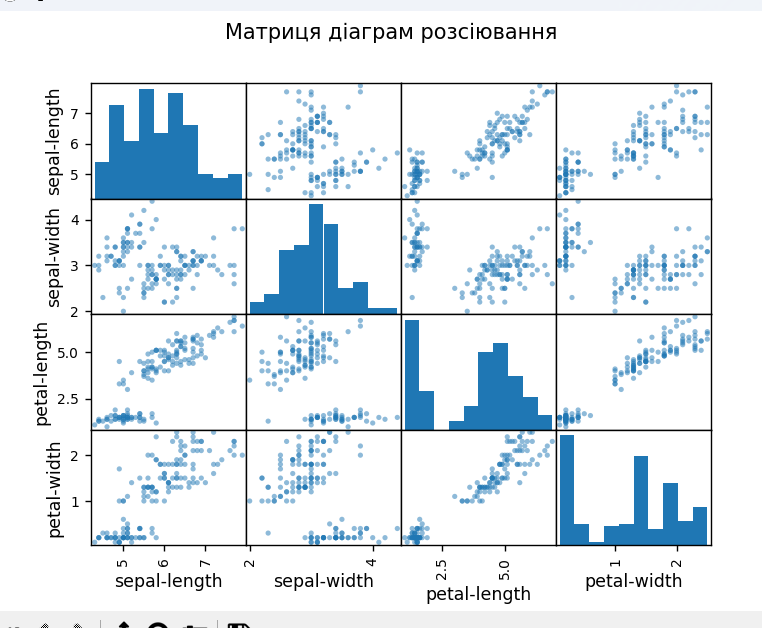 Матриця діаграм розсіювання
sepal-length
7
6
5
sepal-width
4
3
2
petal-length
5.0
2.5
petal-width
2
1
5 6 7 2 4 2.5 5.0 1 2
sepal-length sepal-width petal-length petal-width